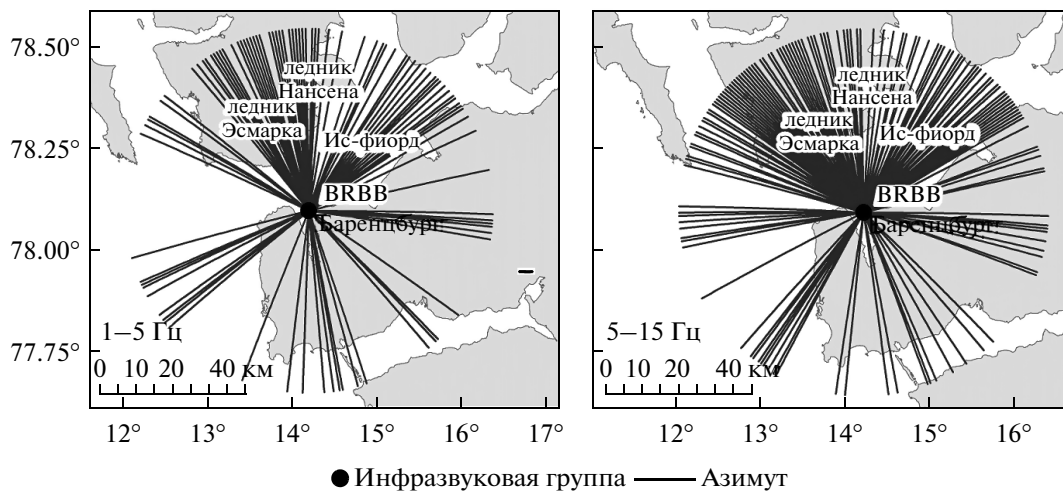 78.50°
78.25°
78.00°
77.75°
ледник
Нансена
ледник
Эсмарка
Ис-фиорд
BRBB
Баренцбург
1–5 Гц
0 10 20 40 км
12° 13° 14° 15° 16° 17°
ледник
Нансена
ледник
Эсмарка
Ис-фиорд
BRBB
Баренцбург
5–15 Гц
0 10 20 40 км
12° 13° 14° 15° 16°
Инфразвуковая группа Азимут